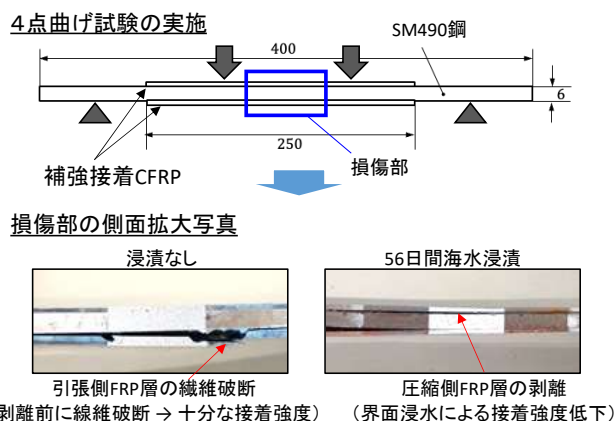 4点曲げ試験の実施
400
SM490鋼
6
250
補強接着CFRP
損傷部
損傷部の側面拡大写真
浸漬なし
56日間海水浸漬
引張側FRP層の繊維破断
剥離前に線維破断 → 十分な接着強度)
圧縮側FRP層の剥離
(界面浸水による接着強度低下)